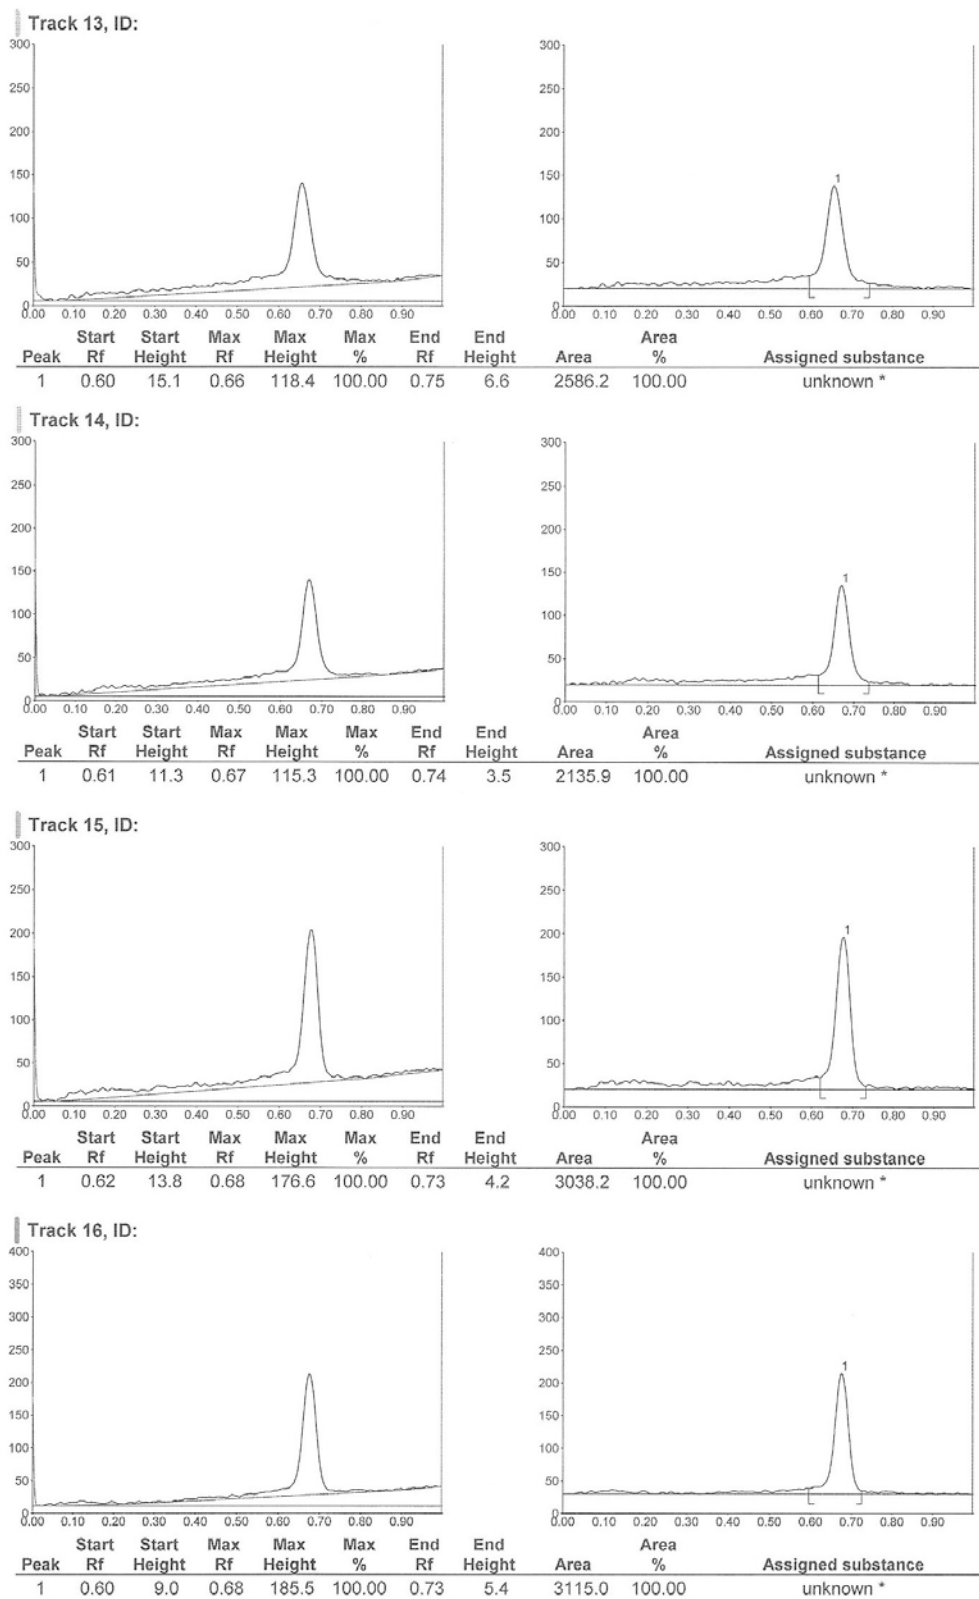 Track 13, ID:
300 300
250 250
200 200
150 150
1
100 100
50 50
0 0
0.00 0.10 0.20 0.30 0.40 0.50 0.60 0.70 0.80 0.90 0.00 0.10 0.20 0.30 0.40 0.50 0.60 0.70 0.80 0.90
Start Start Max Max Max End End Area
Peak Rf Height Rf Height % Rf Height Area % Assigned substance
1 0.60 15.1 0.66 118.4 100.00 0.75 6.6 2586.2 100.00 unknown *
Track 14, ID:
300 300
250 250
200 200
150 150
1
100 100
50 50
0 0
0.00 0.10 0.20 0.30 0.40 0.50 0.60 0.70 0.80 0.90 0.00 0.10 0.20 0.30 0.40 0.50 0.60 0.70 0.80 0.90
Start Start Max Max Max End End Area
Peak Rf Height Rf Height % Rf Height Area % Assigned substance
1 0.61 11.3 0.67 115.3 100.00 0.74 3.5 2135.9 100.00 unknown *
Track 15, ID:
300 300
250 250
200 200
1
150 150
100 100
50 50
0 0
0.00 0.10 0.20 0.30 0.40 0.50 0.60 0.70 0.80 0.90 0.00 0.10 0.20 0.30 0.40 0.50 0.60 0.70 0.80 0.90
Start Start Max Max Max End End Area
Peak Rf Height Rf Height % Rf Height Area % Assigned substance
1 0.62 13.8 0.68 176.6 100.00 0.73 4.2 3038.2 100.00 unknown *
Track 16, ID:
400 400
350 350
300 300
250 250
1
200 200
150 150
100 100
50 50
0 0
0.00 0.10 0.20 0.30 0.40 0.50 0.60 0.70 0.80 0.90 0.00 0.10 0.20 0.30 0.40 0.50 0.60 0.70 0.80 0.90
Start Start Max Max Max End End Area
Peak Rf Height Rf Height % Rf Height Area % Assigned substance
1 0.60 9.0 0.68 185.5 100.00 0.73 5.4 3115.0 100.00 unknown *